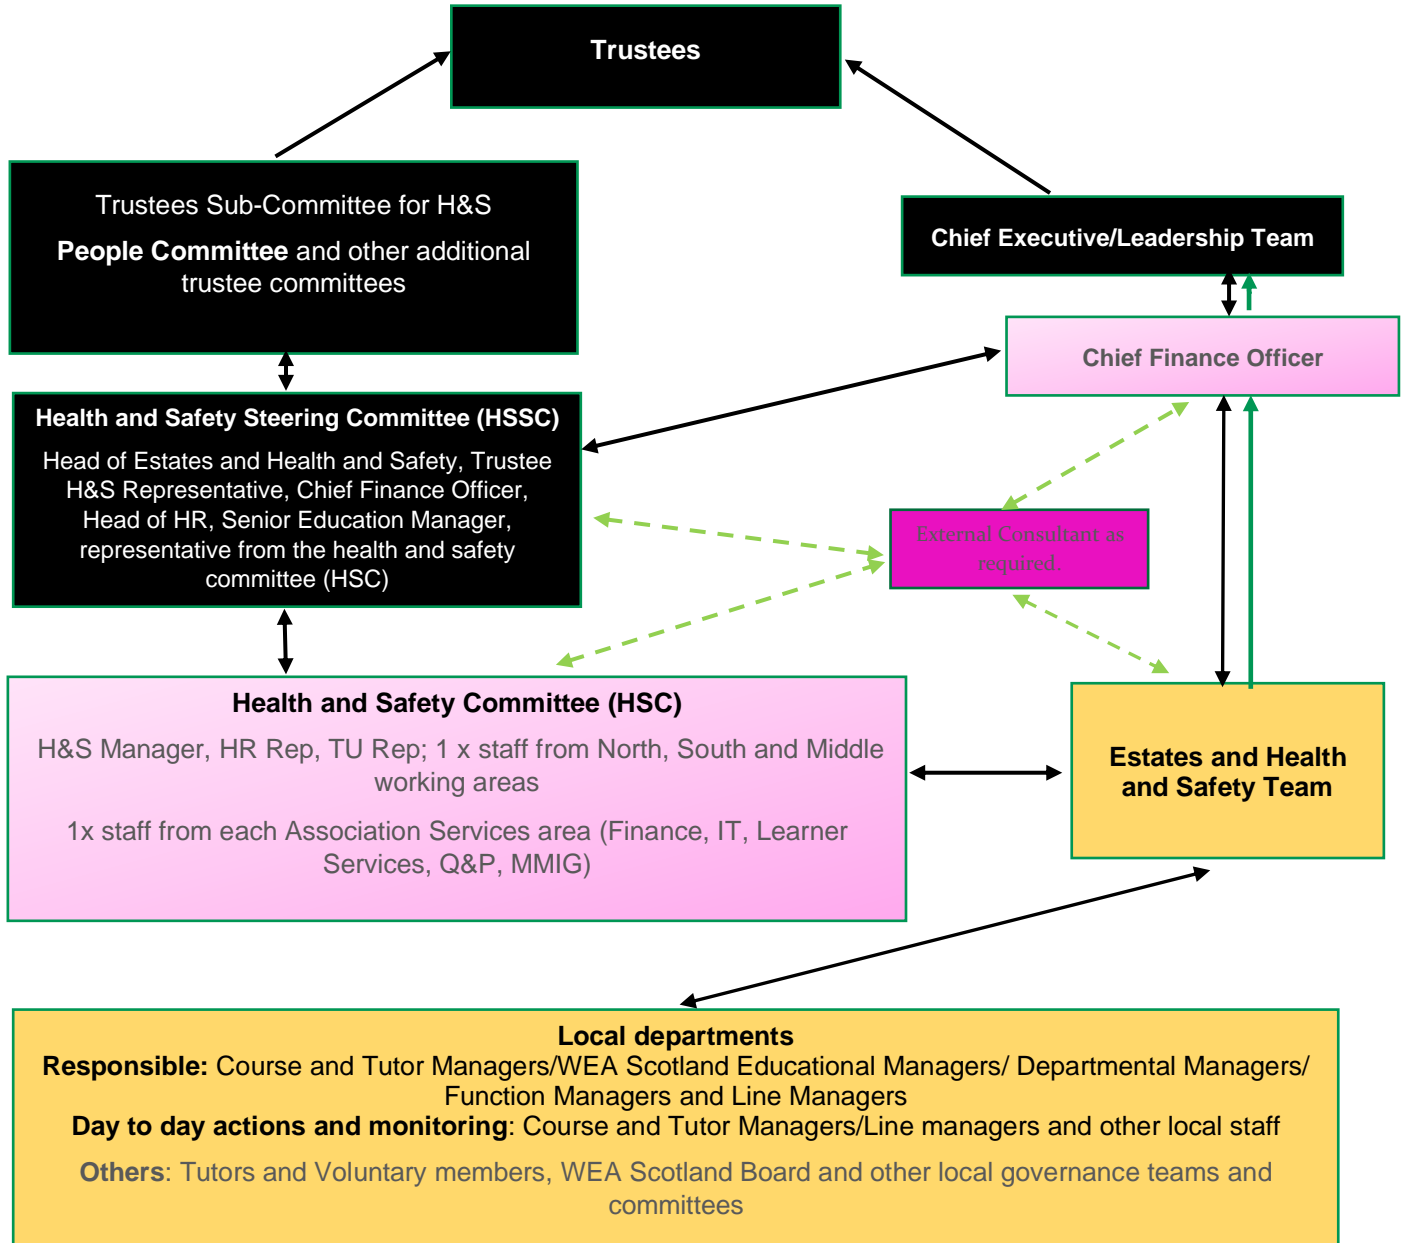 Trustees
Trustees Sub-Committee for H&S
People Committee and other additional
trustee committees
Chief Executive/Leadership Team
Chief Finance Officer
Health and Safety Steering Committee (HSSC)
Head of Estates and Health and Safety, Trustee
H&S Representative, Chief Finance Officer,
Head of HR, Senior Education Manager,
representative from the health and safety
committee (HSC)
External Consultant as
required.
Health and Safety Committee (HSC)
H&S Manager, HR Rep, TU Rep; 1 x staff from North, South and Middle
working areas
1x staff from each Association Services area (Finance, IT, Learner
Services, Q&P, MMIG)
Estates and Health
and Safety Team
Local departments
Responsible: Course and Tutor Managers/WEA Scotland Educational Managers/ Departmental Managers/
Function Managers and Line Managers
Day to day actions and monitoring: Course and Tutor Managers/Line managers and other local staff
Others: Tutors and Voluntary members, WEA Scotland Board and other local governance teams and
committees